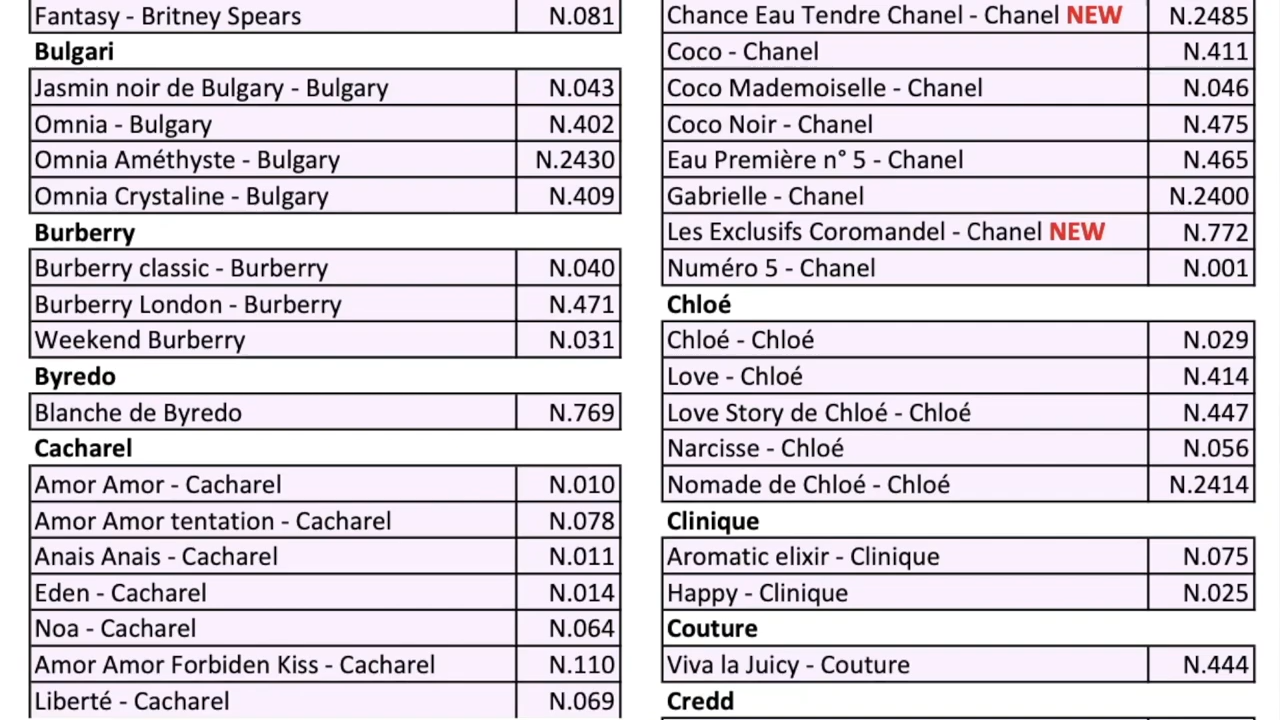 Fantasy - Britney Spears N.081
Bulgari
Jasmin noir de Bulgary - Bulgary N.043
Omnia - Bulgary N.402
Omnia Améthyste - Bulgary N.2430
Omnia Crystaline - Bulgary N.409
Burberry
Burberry classic - Burberry N.040
Burberry London - Burberry N.471
Weekend Burberry N.031
Byredo
Blanche de Byredo N.769
Cacharel
Amor Amor - Cacharel N.010
Amor Amor tentation - Cacharel N.078
Anais Anais - Cacharel N.011
Eden - Cacharel N.014
Noa - Cacharel N.064
Amor Amor Forbiden Kiss - Cacharel N.110
Liberté - Cacharel N.069
Chance Eau Tendre Chanel - Chanel NEW N.2485
Coco - Chanel N.411
Coco Mademoiselle - Chanel N.046
Coco Noir - Chanel N.475
Eau Première n° 5 - Chanel N.465
Gabrielle - Chanel N.2400
Les Exclusifs Coromandel - Chanel NEW N.772
Numéro 5 - Chanel N.001
Chloé
Chloé - Chloé N.029
Love - Chloé N.414
Love Story de Chloé - Chloé N.447
Narcisse - Chloé N.056
Nomade de Chloé - Chloé N.2414
Clinique
Aromatic elixir - Clinique N.075
Happy - Clinique N.025
Couture
Viva la Juicy - Couture N.444
Credd